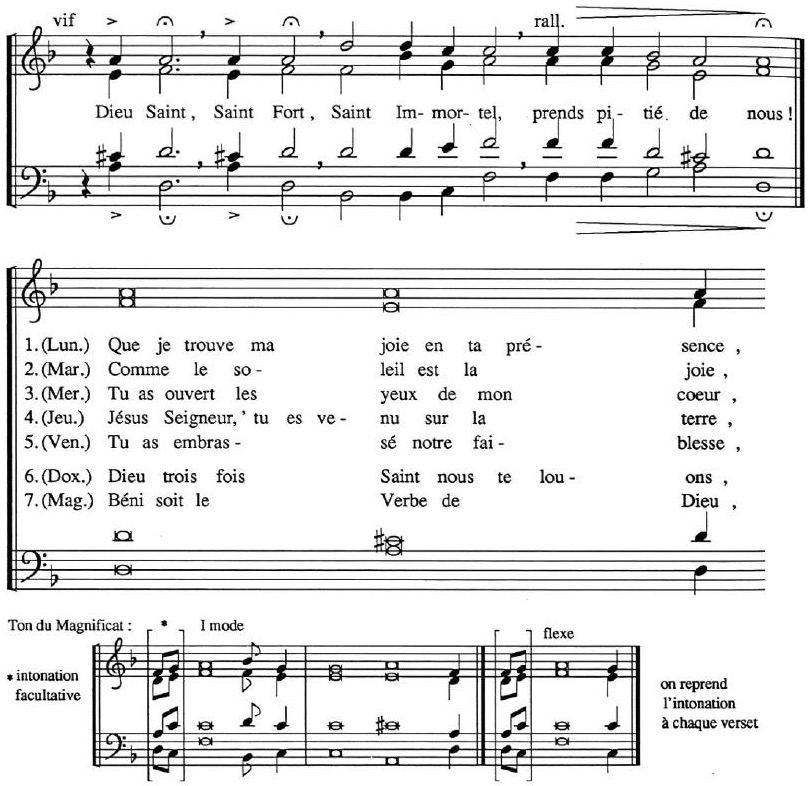 vif rall.
Dieu Saint, Saint Fort, Saint Im- mor- tel, prends pi- tié. de nous !
1.(Lun.) Que je trouve ma joie en ta pré - sence ,
2.(Mar.) Comme le so - leil est la joie ,
3.(Mer.) Tu as ouvert les yeux de mon coeur ,
4.(Jeu.) Jésus Seigneur,' tu es ve - nu sur la terre ,
5.(Ven.) Tu as embras - sé notre fai - blesse ,
6.(Dox.) Dieu trois fois Saint nous te lou - ons ,
7.(Mag.) Béni soit le Verbe de Dieu ,
Ton du Magnificat : * I mode
flexe
* intonation
facultative
on reprend
l'intonation
à chaque verset